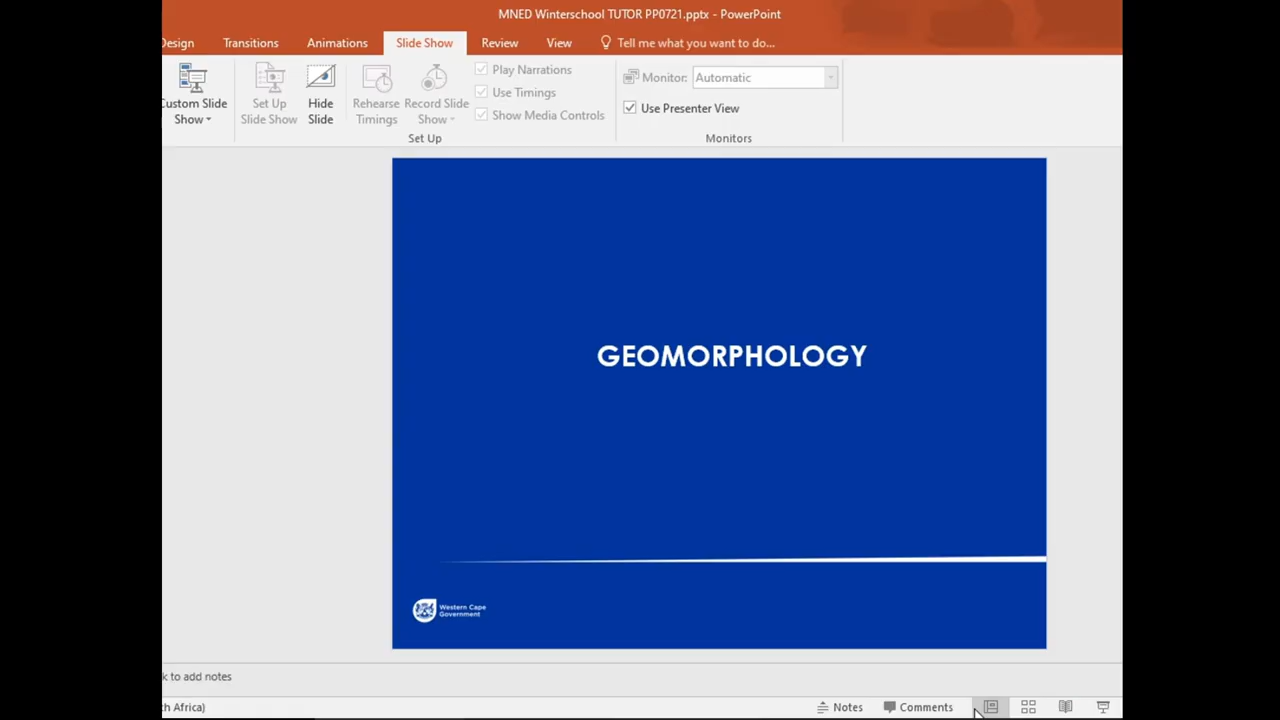 MNED Winterschool TUTOR PP0721.pptx - PowerPoint
esign Transitions Animations Slide Show Review View Tell me what you want to do...
Custom Slide Show
Set Up Slide Show
Hide Slide
Rehearse Timings
Record Slide Show
Play Narrations
Use Timings
Show Media Controls
Set Up
Monitor: Automatic
Use Presenter View
Monitors
GEOMORPHOLOGY
Western Cape
Government
k to add notes
h Africa)
Notes Comments